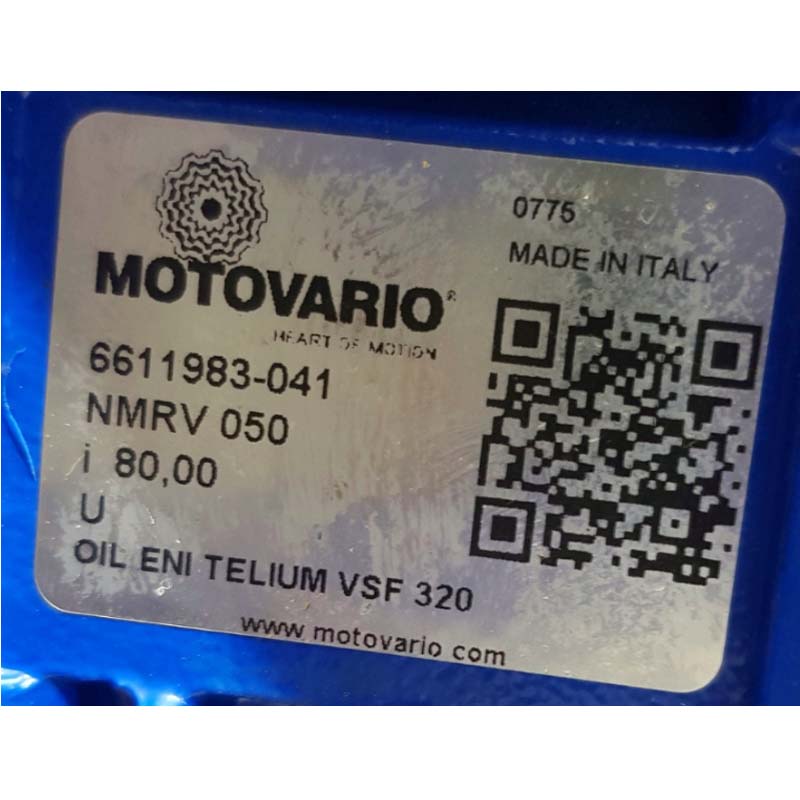 0775
MADE IN ITALY
MOTOVARIO®
HEART OF MOTION
6611983-041
NMRV 050
i 80,00
U
OIL ENI TELIUM VSF 320
www.motovario.com